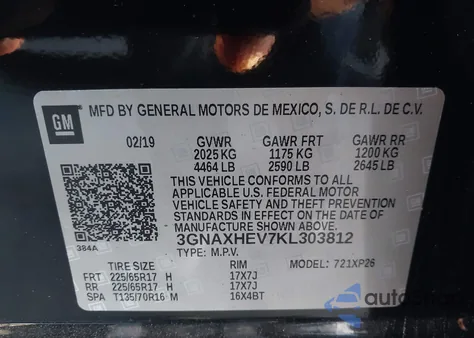 GM
MFD BY GENERAL MOTORS DE MEXICO, S. DE R.L. DE C.V.
02/19 GVWR GAWR FRT GAWR RR
2025 KG 1175 KG 1200 KG
4464 LB 2590 LB 2645 LB
THIS VEHICLE CONFORMS TO ALL
APPLICABLE U.S. FEDERAL MOTOR
VEHICLE SAFETY AND THEFT PREVENTION
STANDARDS IN EFFECT ON THE DATE
OF MANUFACTURE SHOWN ABOVE.
384A
3GNAXHEV7KL303812
TYPE: M.P.V.
TIRE SIZE RIM MODEL: 721XP26
FRT 225/65R17 H 17X7J
RR 225/65R17 H 17X7J
SPA T135/70R16 M 16X4BT